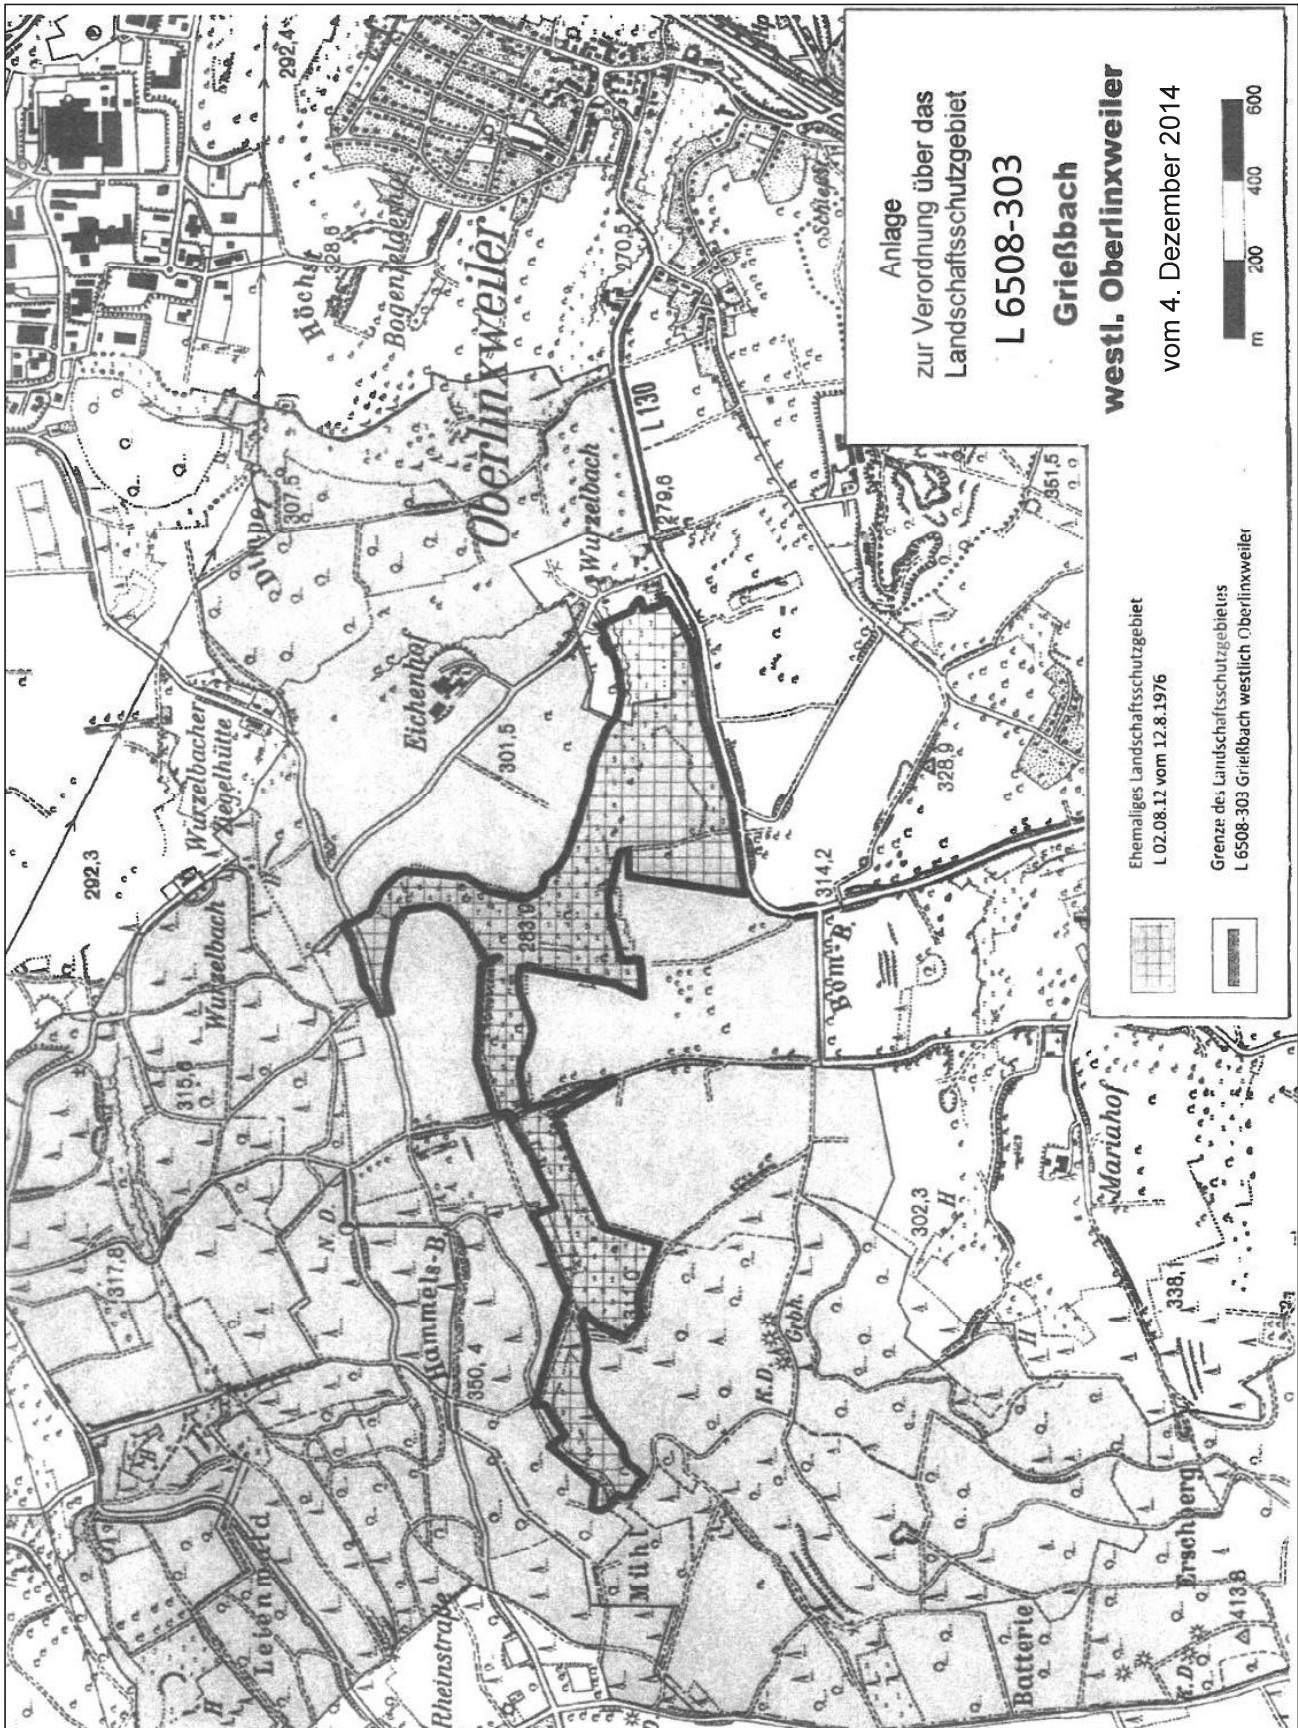 Anlage
zur Verordnung über das
Landschaftsschutzgebiet
L 6508-303
Grießbach
westl. Oberlinxweiler
vom 4. Dezember 2014
m 200 400 600
Ehemaliges Landschaftsschutzgebiet
L 02.08.12 vom 12.8.1976
Grenze des Landschaftsschutzgebietes
L 6508-303 Grießbach westlich Oberlinxweiler
292,4
Höchst
328,6
Bogenfelderhof
Oberlinxweiler
270,5
L 130
279,6
Wurzelbach
307,5
Eichenhof
301,5
Wurzelbacher
Ziegelhütte
292,3
Wurzelbach
315,6
317,8
N. D.
Hammels-B.
350,4
283,9
314,2
Bom-B.
328,9
351,5
Mariahof
302,3
H
H
338,1
K.D.
Grbh.
Mühl
Leienwald
H
Rheinstraße
Batterie
Erschberg
K.D.
413,8